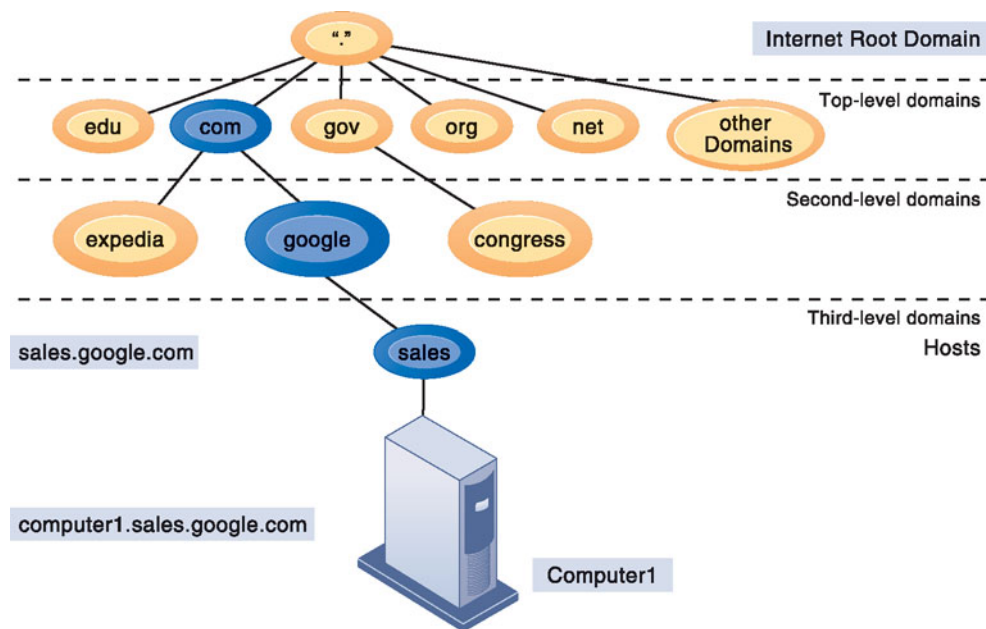 “.”
Internet Root Domain
Top-level domains
edu
com
gov
org
net
other
Domains
Second-level domains
expedia
google
congress
Third-level domains
sales.google.com
sales
Hosts
computer1.sales.google.com
Computer1